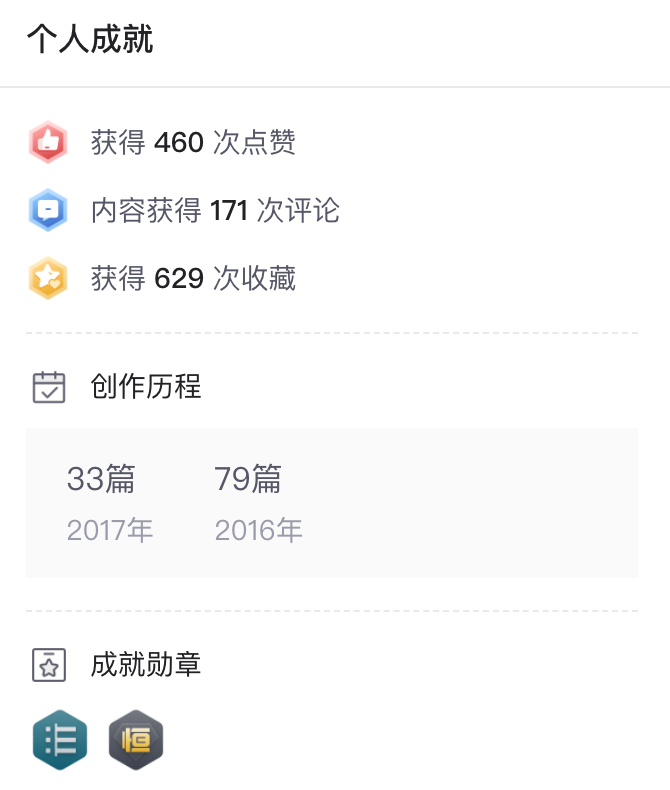 个人成就
获得 460 次点赞
内容获得 171 次评论
获得 629 次收藏
创作历程
33篇 79篇
2017年 2016年
成就勋章
恒